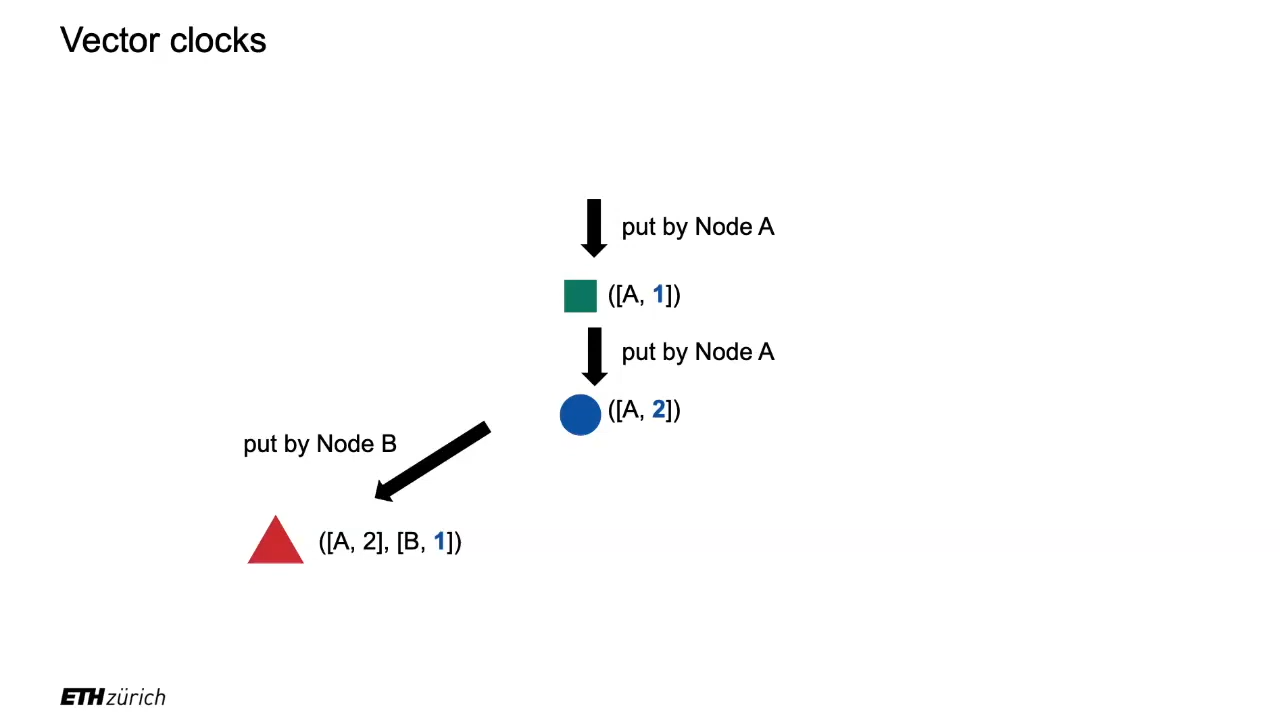 Vector clocks
put by Node A
([A, 1])
put by Node A
([A, 2])
put by Node B
([A, 2], [B, 1])
ETH zürich